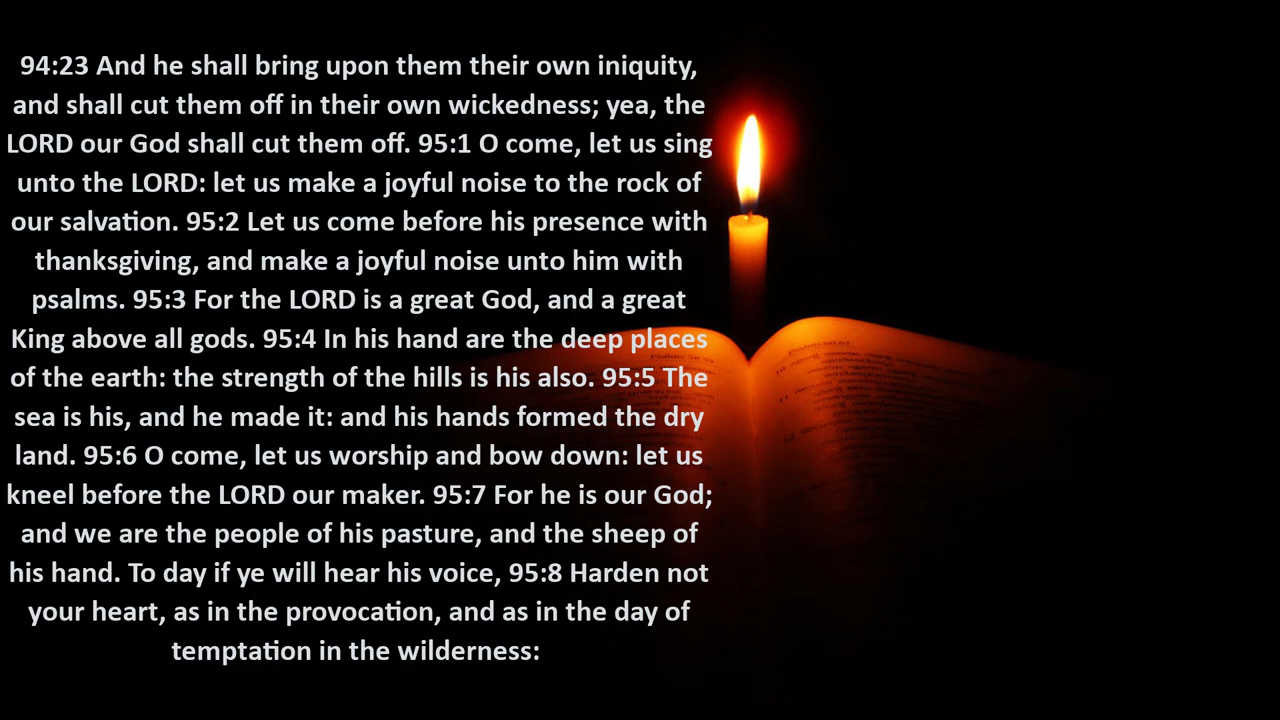 94:23 And he shall bring upon them their own iniquity,
and shall cut them off in their own wickedness; yea, the
LORD our God shall cut them off. 95:1 O come, let us sing
unto the LORD: let us make a joyful noise to the rock of
our salvation. 95:2 Let us come before his presence with
thanksgiving, and make a joyful noise unto him with
psalms. 95:3 For the LORD is a great God, and a great
King above all gods. 95:4 In his hand are the deep places
of the earth: the strength of the hills is his also. 95:5 The
sea is his, and he made it: and his hands formed the dry
land. 95:6 O come, let us worship and bow down: let us
kneel before the LORD our maker. 95:7 For he is our God;
and we are the people of his pasture, and the sheep of
his hand. To day if ye will hear his voice, 95:8 Harden not
your heart, as in the provocation, and as in the day of
temptation in the wilderness: